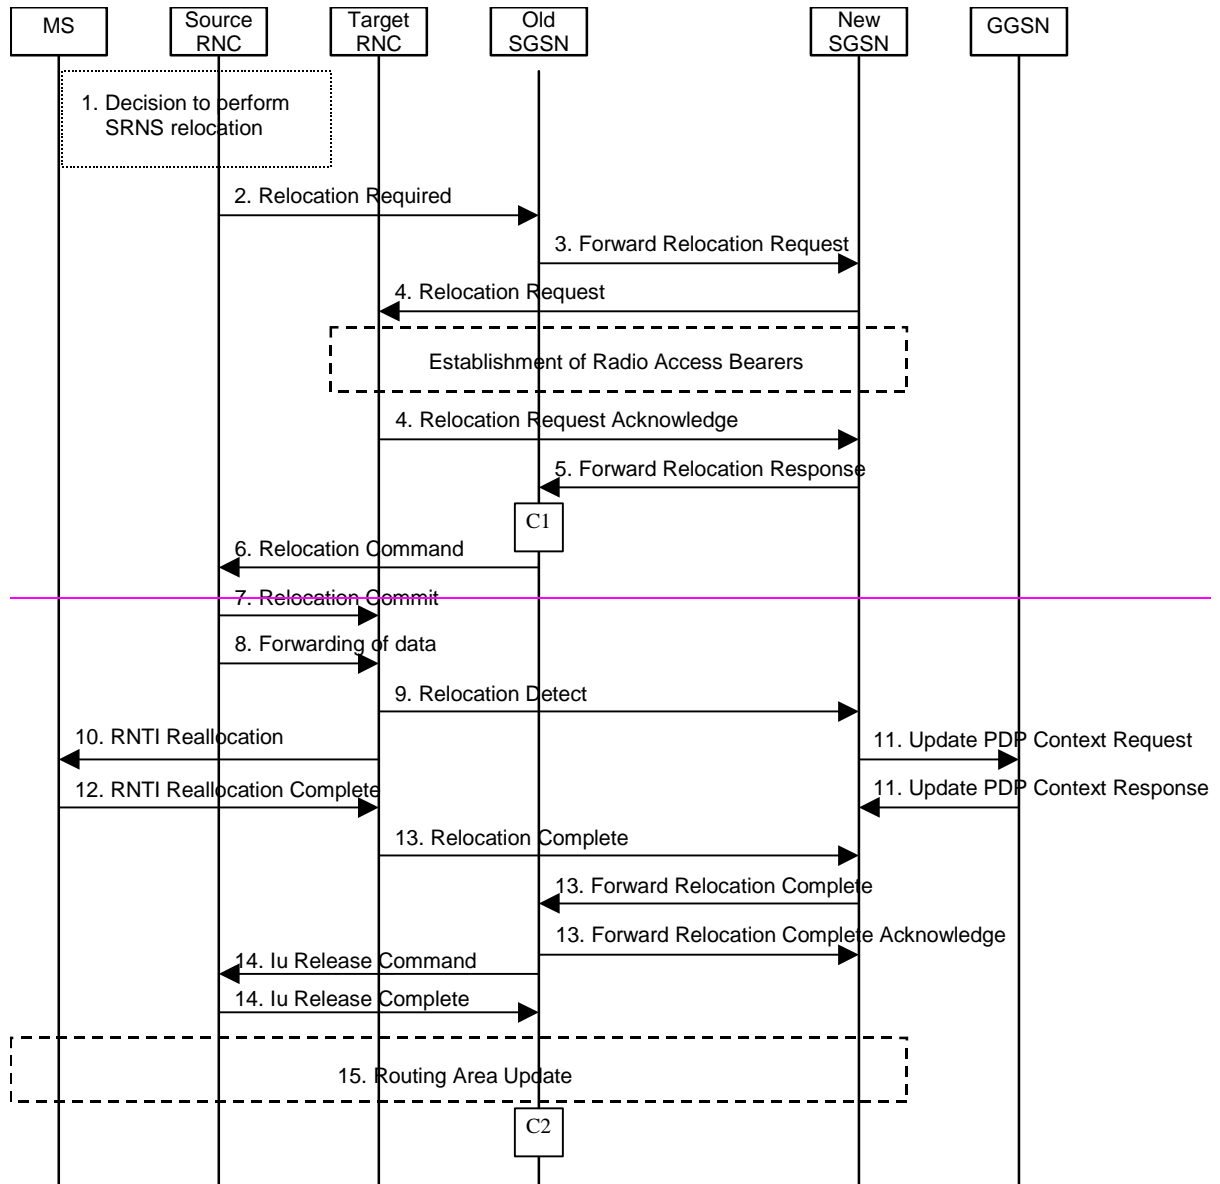 MS
Source
RNC
Target
RNC
Old
SGSN
New
SGSN
GGSN
1. Decision to perform
SRNS relocation
2. Relocation Required
3. Forward Relocation Request
4. Relocation Request
Establishment of Radio Access Bearers
4. Relocation Request Acknowledge
5. Forward Relocation Response
C1
6. Relocation Command
7. Relocation Commit
8. Forwarding of data
9. Relocation Detect
10. RNTI Reallocation
11. Update PDP Context Request
12. RNTI Reallocation Complete
11. Update PDP Context Response
13. Relocation Complete
13. Forward Relocation Complete
13. Forward Relocation Complete Acknowledge
14. Iu Release Command
14. Iu Release Complete
15. Routing Area Update
C2